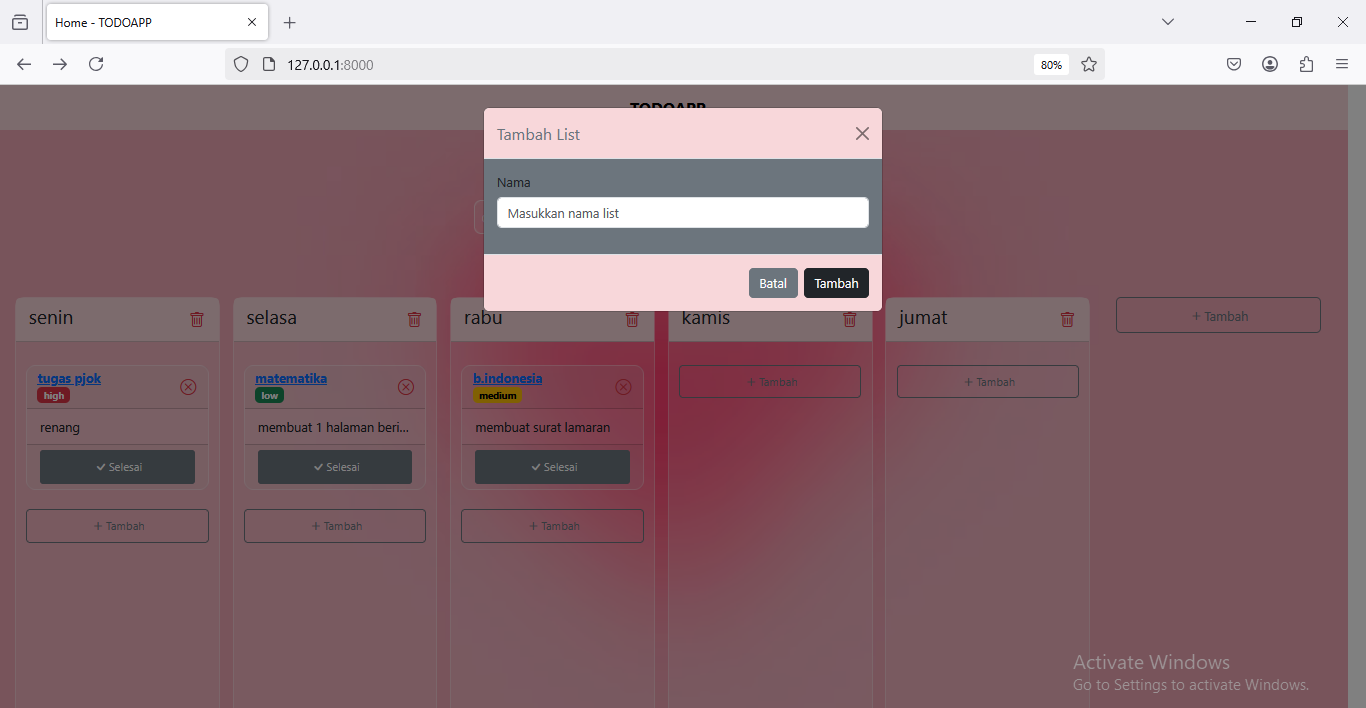 Home - TODOAPP
127.0.0.1:8000
80%
TODOAPP
Tambah List
Nama
Masukkan nama list
Batal Tambah
senin selasa rabu kamis jumat + Tambah
tugas pjok matematika b.indonesia + Tambah + Tambah
high low medium
renang membuat 1 halaman beri... membuat surat lamaran
Selesai Selesai Selesai
+ Tambah + Tambah + Tambah
Activate Windows
Go to Settings to activate Windows.